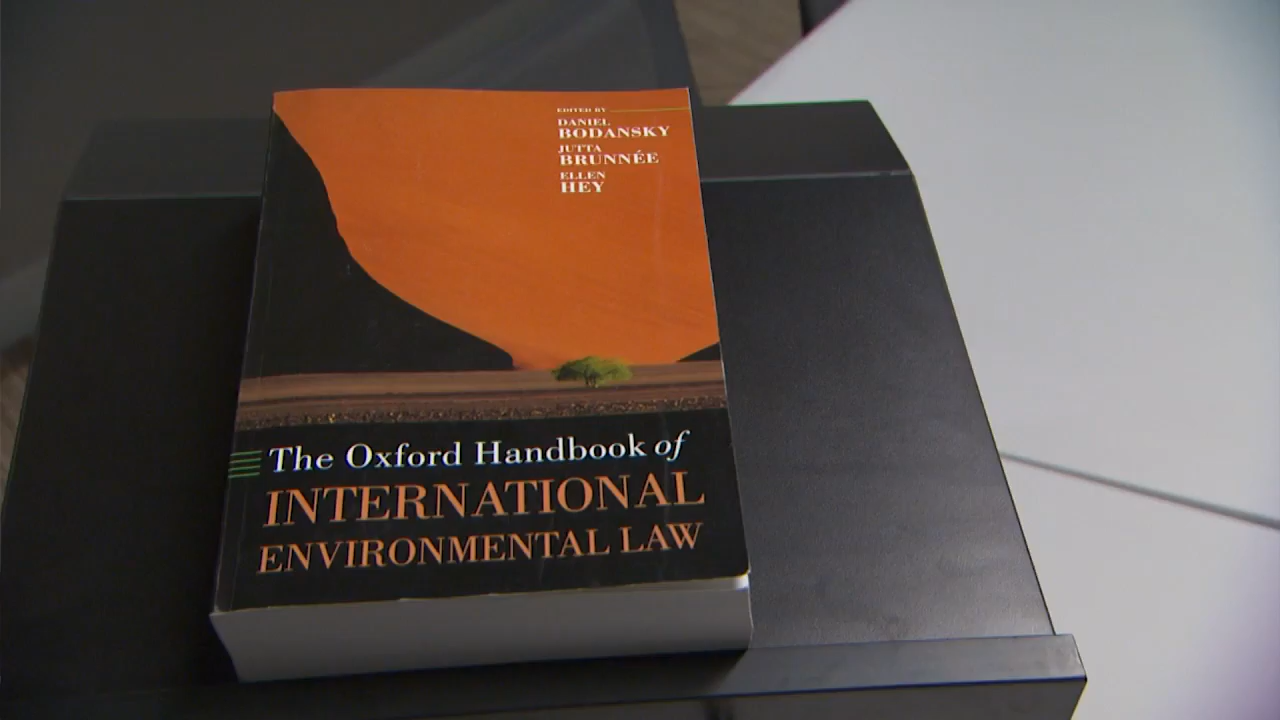 EDITED BY
DANIEL
BODANSKY
JUTTA
BRUNNÉE
ELLEN
HEY
The Oxford Handbook of
INTERNATIONAL
ENVIRONMENTAL LAW